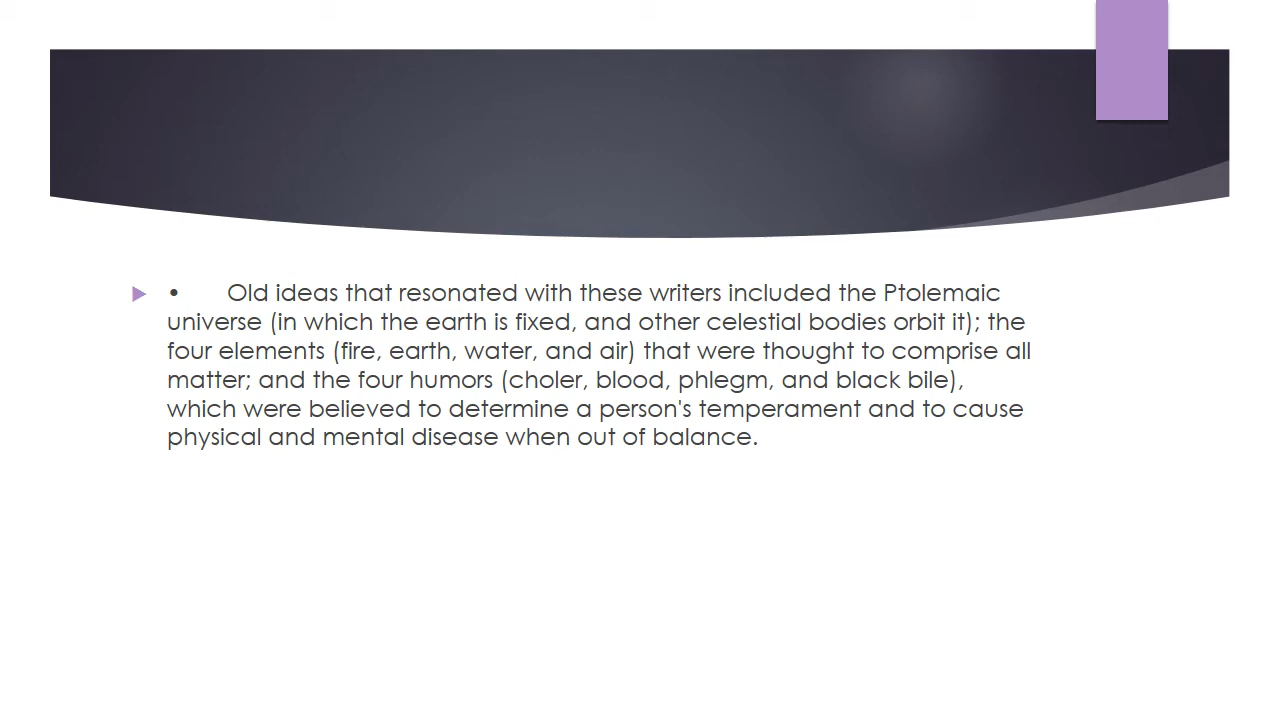 • Old ideas that resonated with these writers included the Ptolemaic
universe (in which the earth is fixed, and other celestial bodies orbit it); the
four elements (fire, earth, water, and air) that were thought to comprise all
matter; and the four humors (choler, blood, phlegm, and black bile),
which were believed to determine a person's temperament and to cause
physical and mental disease when out of balance.